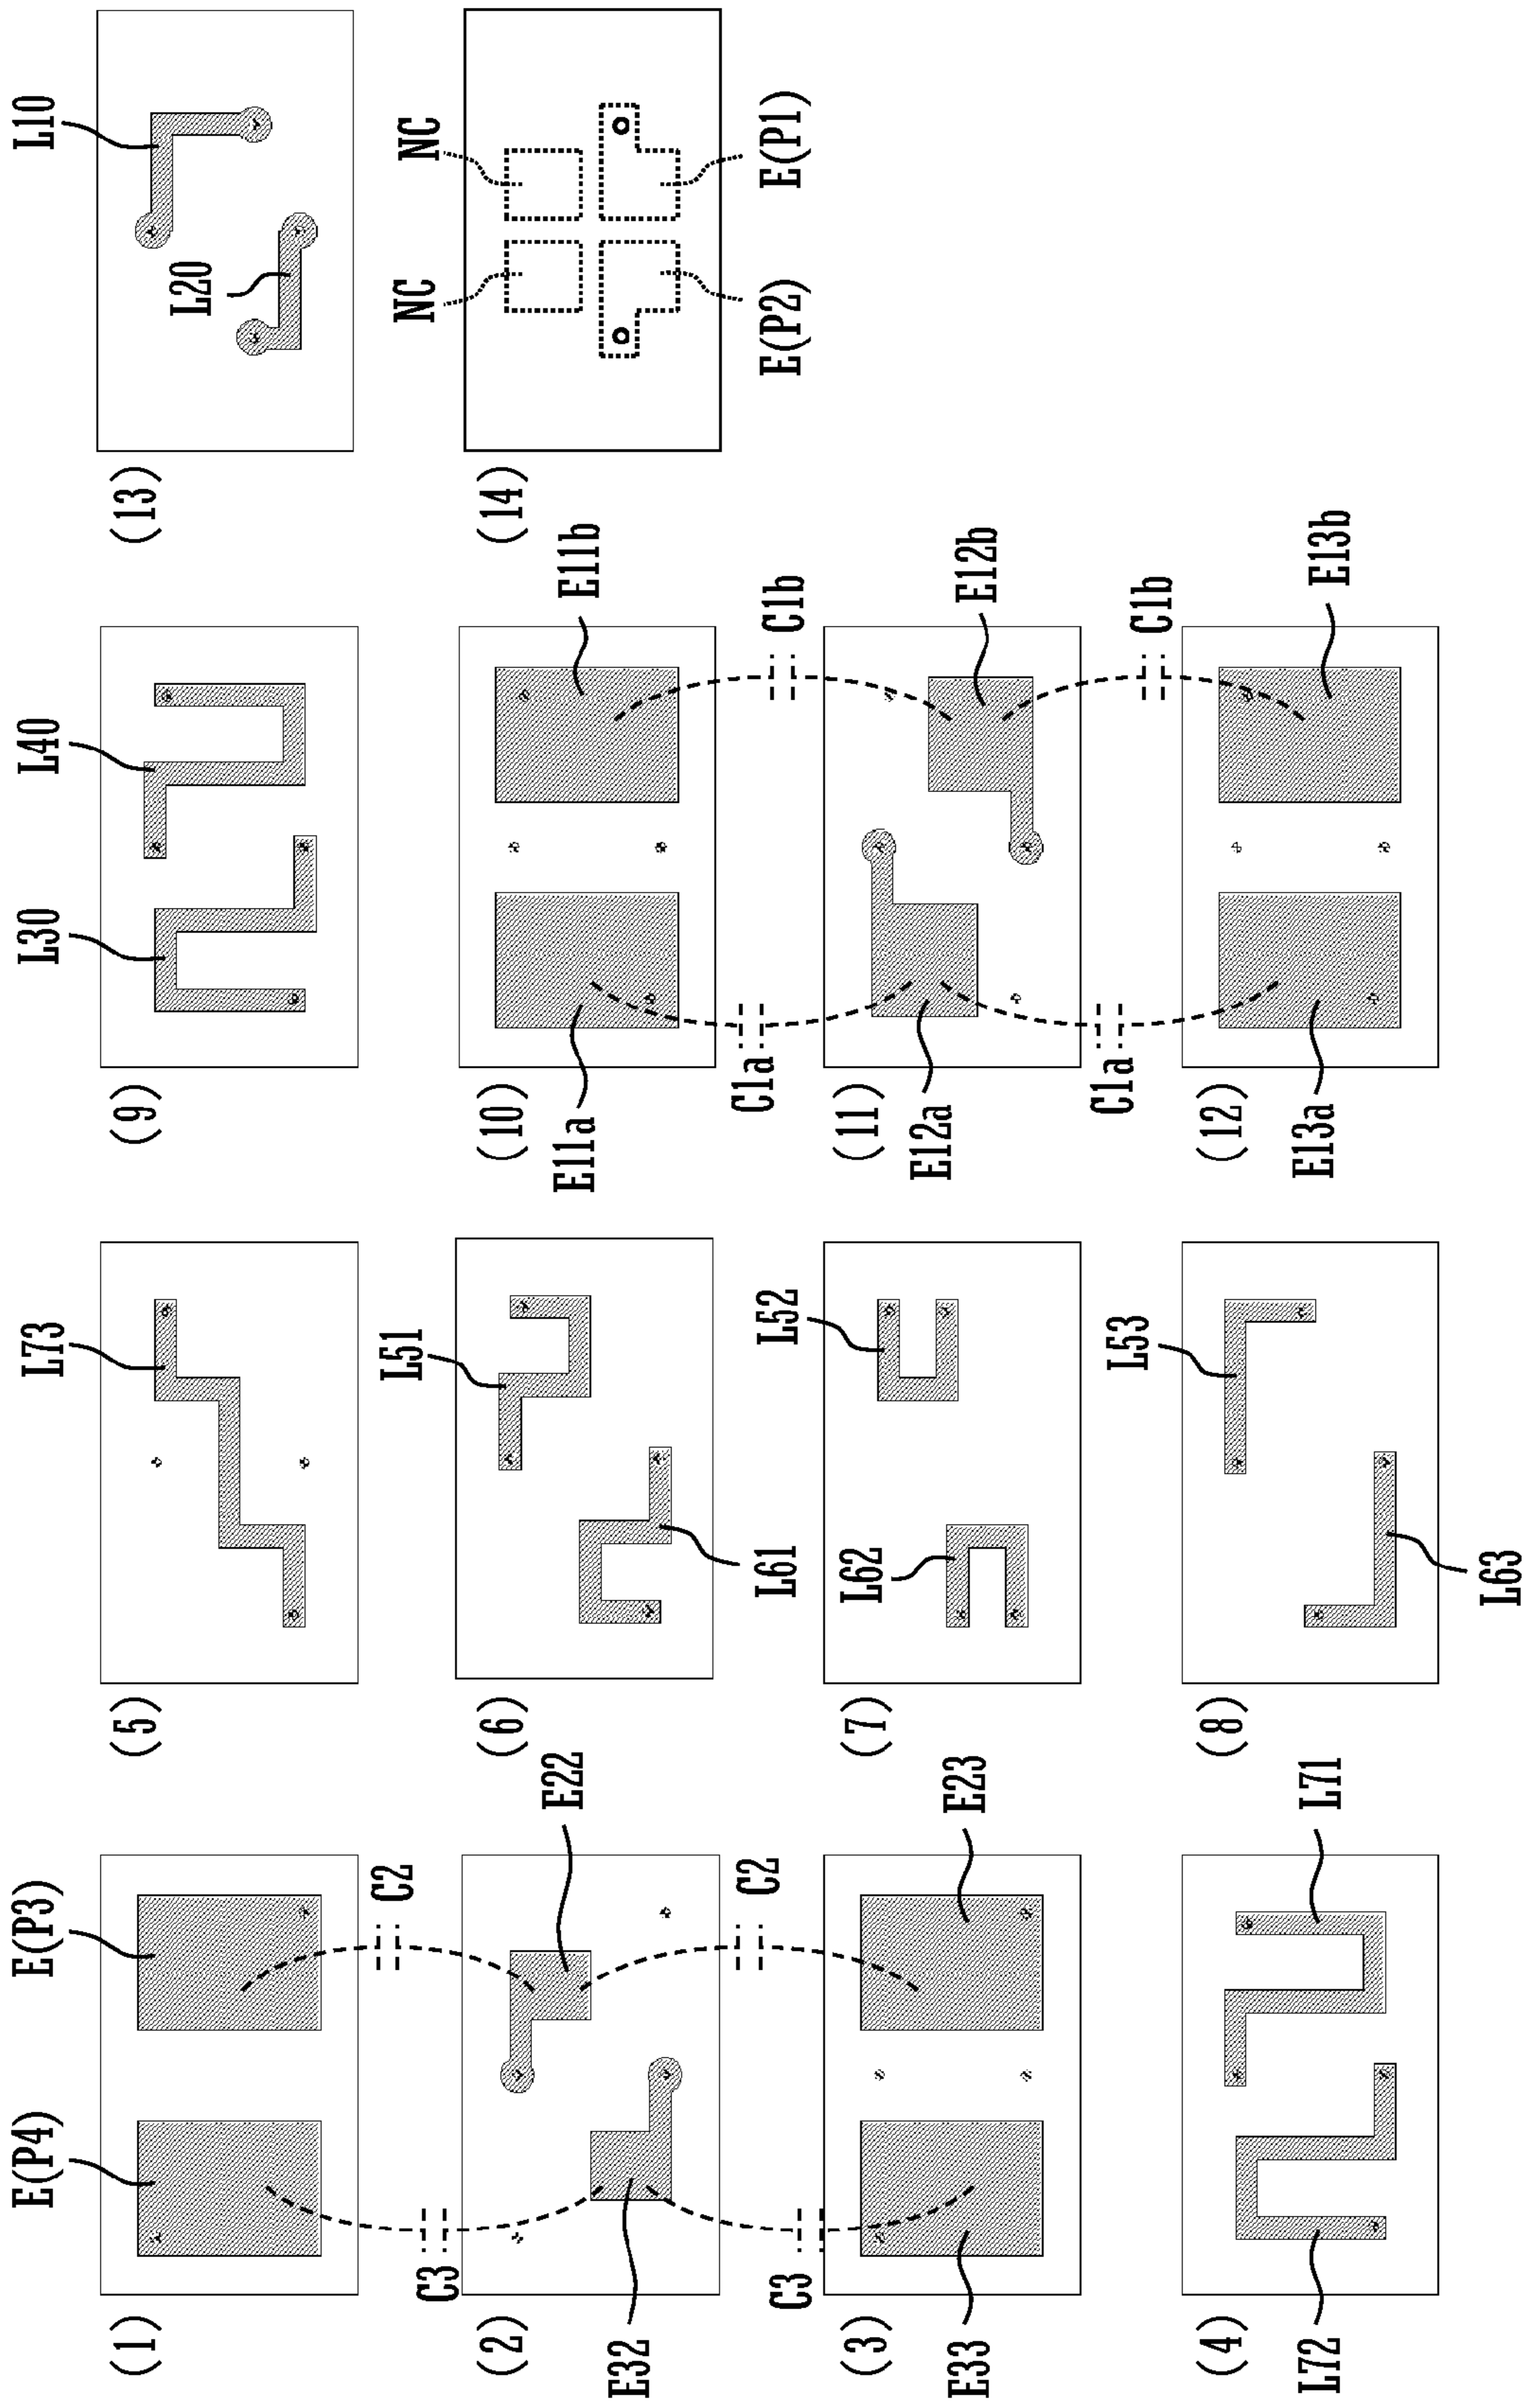 (1)
E(P4)
E(P3)
C3
C2
(2)
E32
E22
C3
C2
(3)
E33
E23
(4)
L72
L71
(5)
L73
(6)
L61
L51
(7)
L62
L52
(8)
L63
L53
(9)
L30
L40
(10)
E11a
E11b
C1a
C1b
(11)
E12a
E12b
C1a
C1b
(12)
E13a
E13b
(13)
L20
L10
(14)
NC
NC
E(P2)
E(P1)